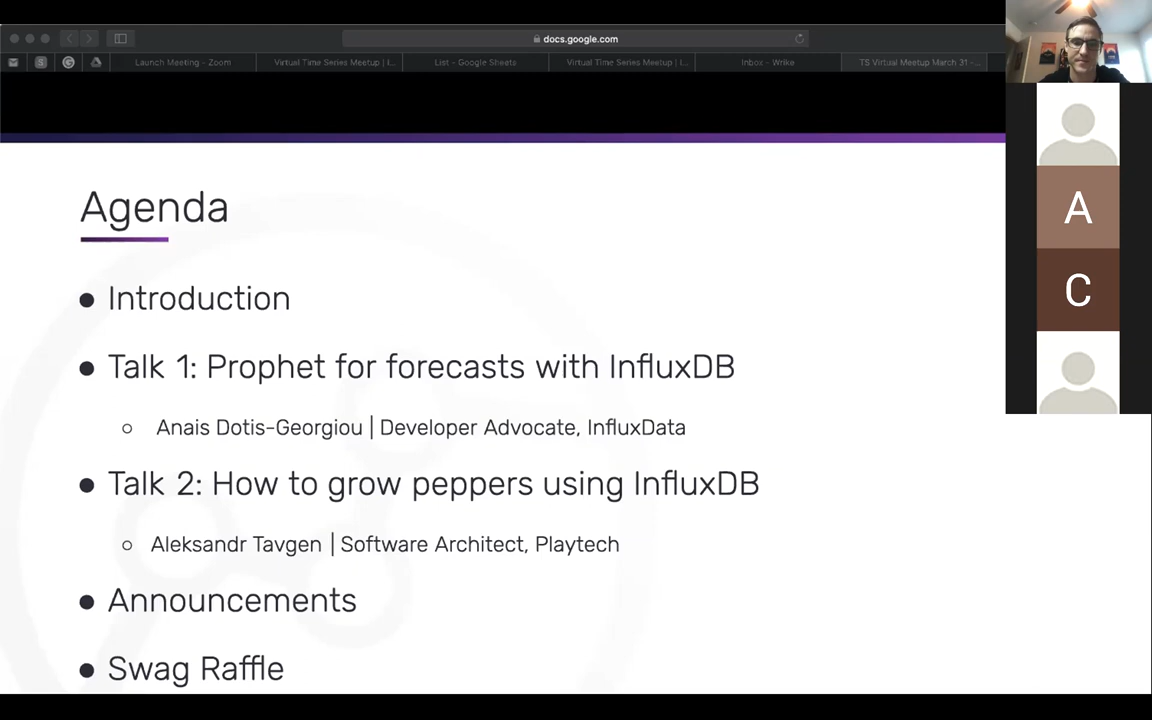 docs.google.com
Launch Meeting - Zoom
Virtual Time Series Meetup | I...
List - Google Sheets
Virtual Time Series Meetup | I...
Inbox - Wrike
TS Virtual Meetup March 31 -...
Agenda
● Introduction
● Talk 1: Prophet for forecasts with InfluxDB
○ Anais Dotis-Georgiou | Developer Advocate, InfluxData
● Talk 2: How to grow peppers using InfluxDB
○ Aleksandr Tavgen | Software Architect, Playtech
● Announcements
● Swag Raffle
A
C